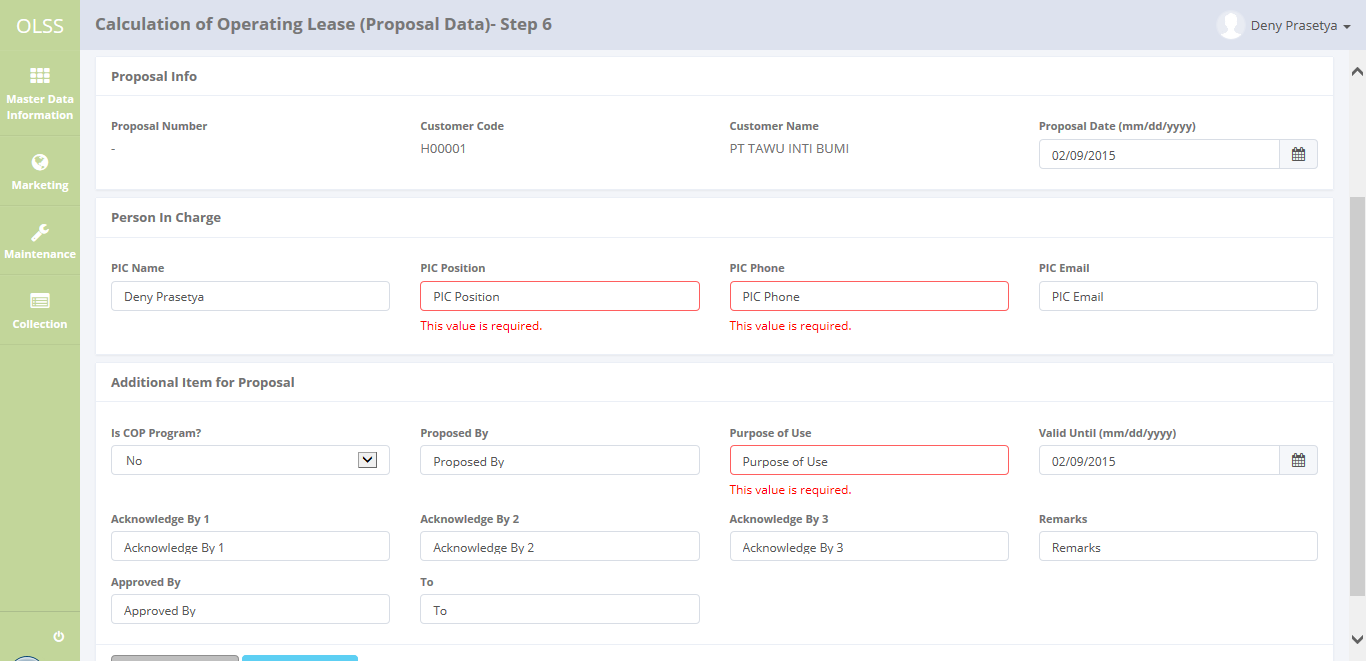 OLSS
Calculation of Operating Lease (Proposal Data)- Step 6
Deny Prasetya
Master Data
Information
Marketing
Maintenance
Collection
Proposal Info
Proposal Number
Customer Code
Customer Name
Proposal Date (mm/dd/yyyy)
-
H00001
PT TAWU INTI BUMI
02/09/2015
Person In Charge
PIC Name
PIC Position
PIC Phone
PIC Email
Deny Prasetya
PIC Position
PIC Phone
PIC Email
This value is required.
This value is required.
Additional Item for Proposal
Is COP Program?
Proposed By
Purpose of Use
Valid Until (mm/dd/yyyy)
No
Proposed By
Purpose of Use
02/09/2015
This value is required.
Acknowledge By 1
Acknowledge By 2
Acknowledge By 3
Remarks
Acknowledge By 1
Acknowledge By 2
Acknowledge By 3
Remarks
Approved By
To
Approved By
To